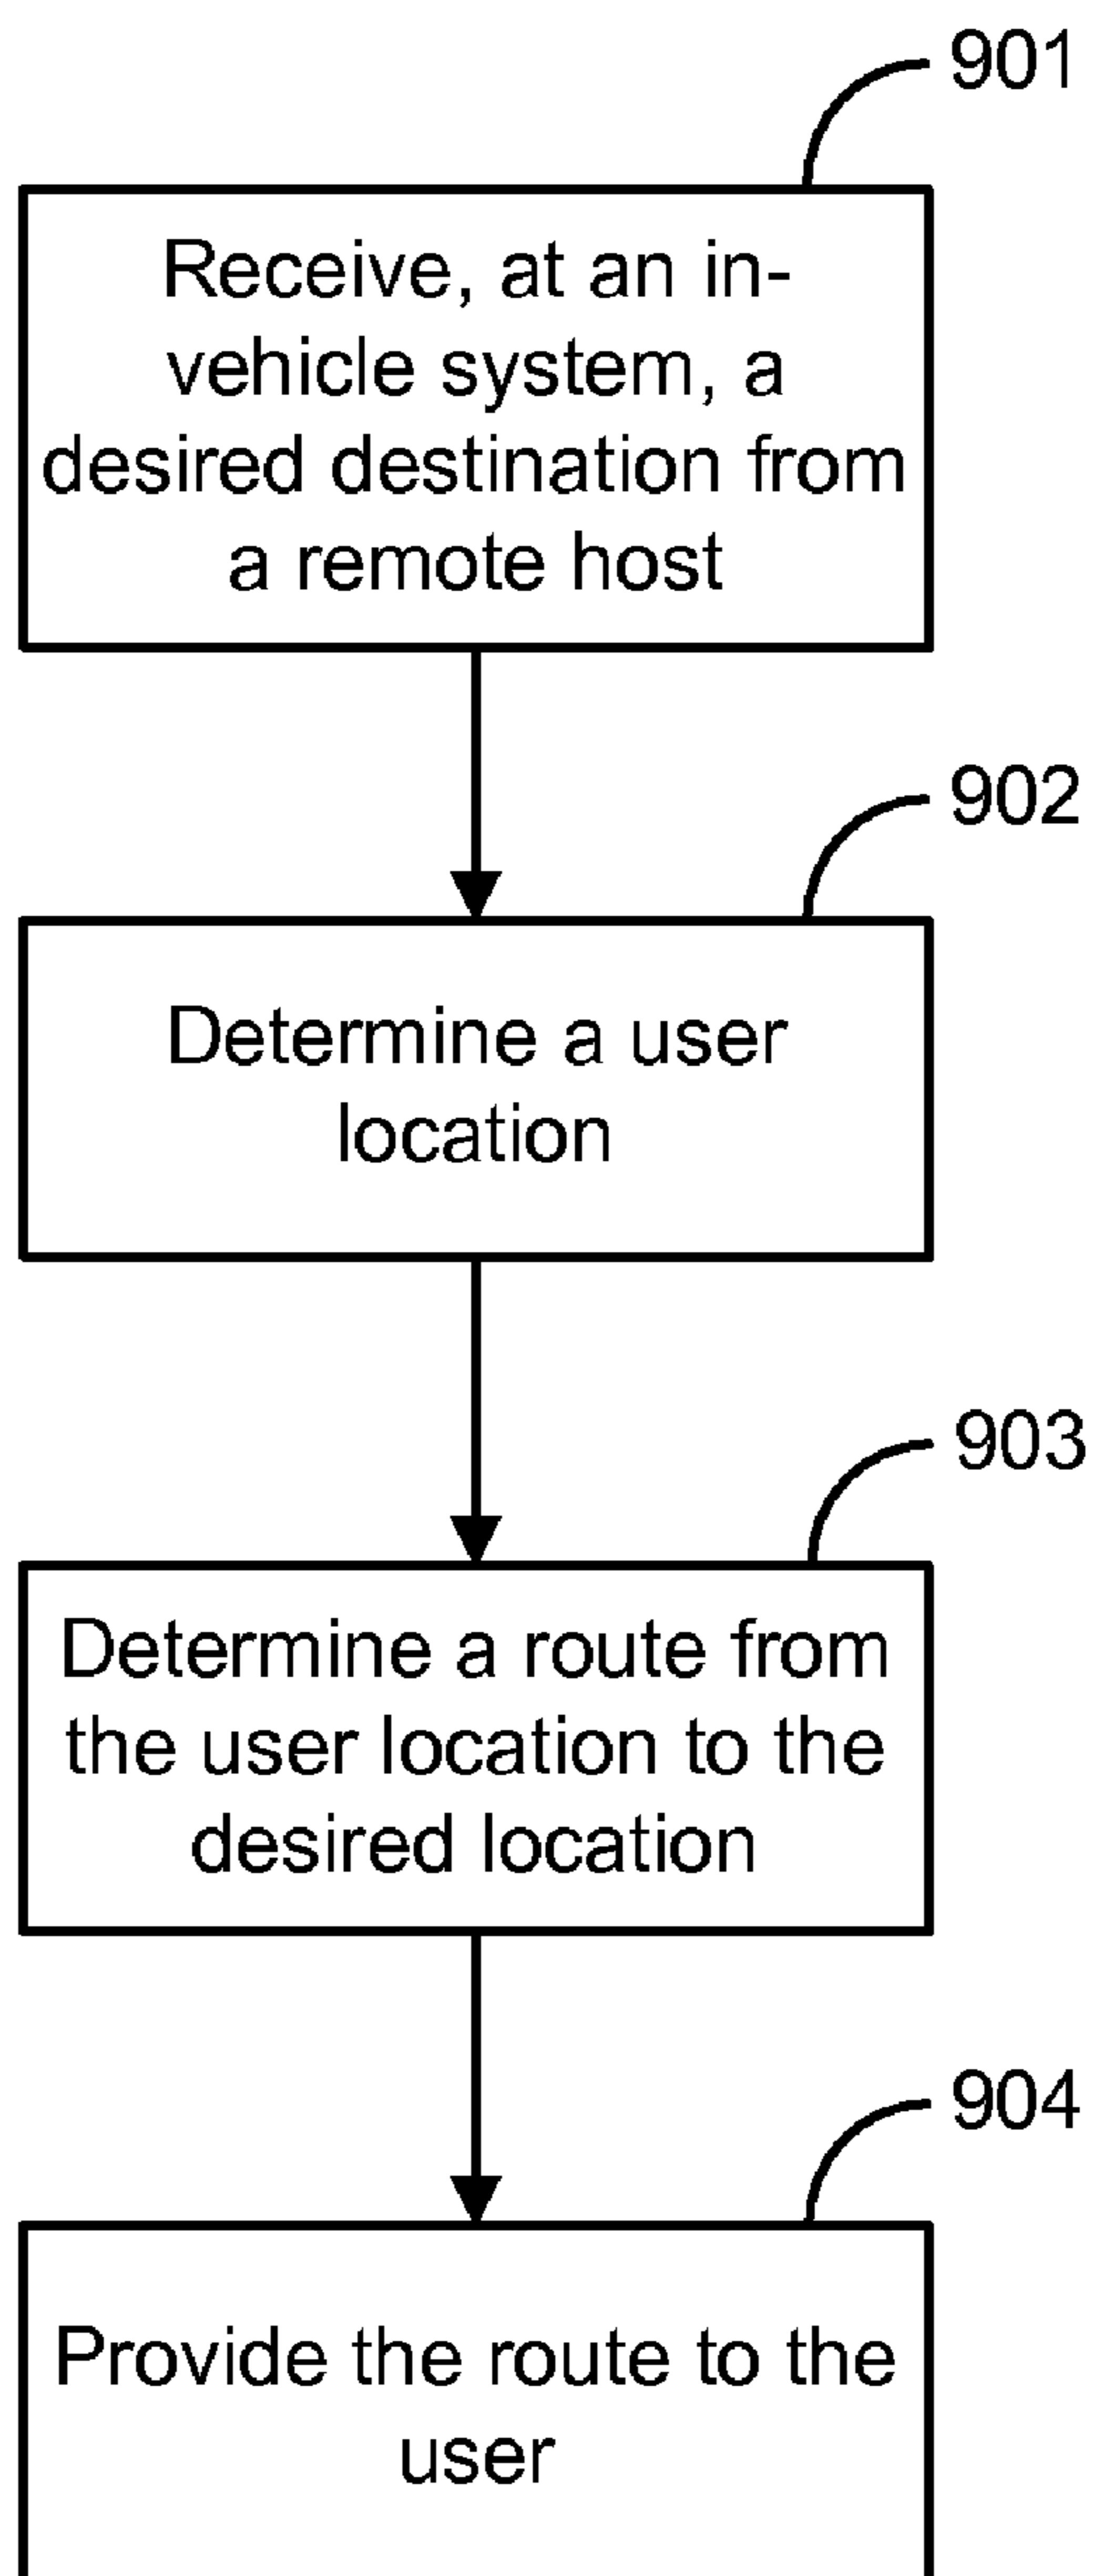 901
Receive, at an in-
vehicle system, a
desired destination from
a remote host
902
Determine a user
location
903
Determine a route from
the user location to the
desired location
904
Provide the route to the
user